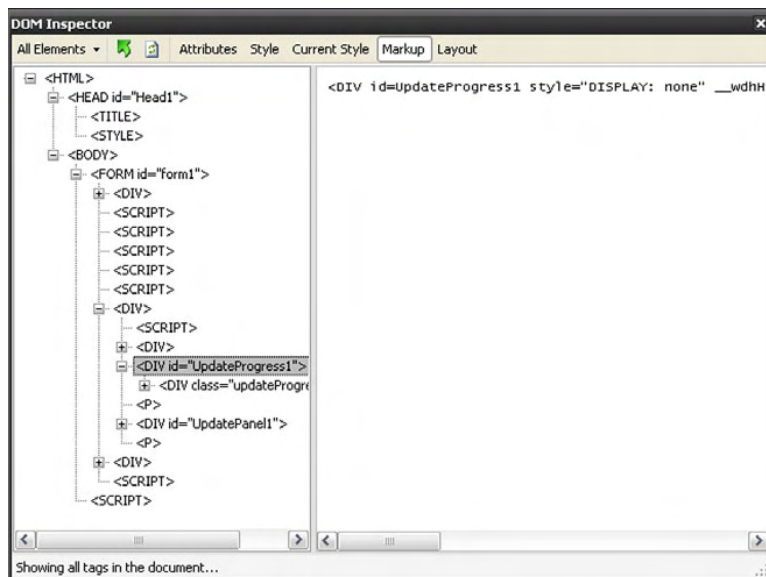 DOM Inspector
All Elements Attributes Style Current Style Markup Layout
<HTML>
<HEAD id="Head1">
<TITLE>
<STYLE>
<BODY>
<FORM id="form1">
<DIV>
<SCRIPT>
<SCRIPT>
<SCRIPT>
<SCRIPT>
<SCRIPT>
<DIV>
<SCRIPT>
<DIV>
<DIV id="UpdateProgress1">
<DIV class="updateProgre
<P>
<DIV id="UpdatePanel1">
<P>
<DIV>
<SCRIPT>
<SCRIPT>
<DIV id=UpdateProgress1 style="DISPLAY: none" __wdhH
Showing all tags in the document...